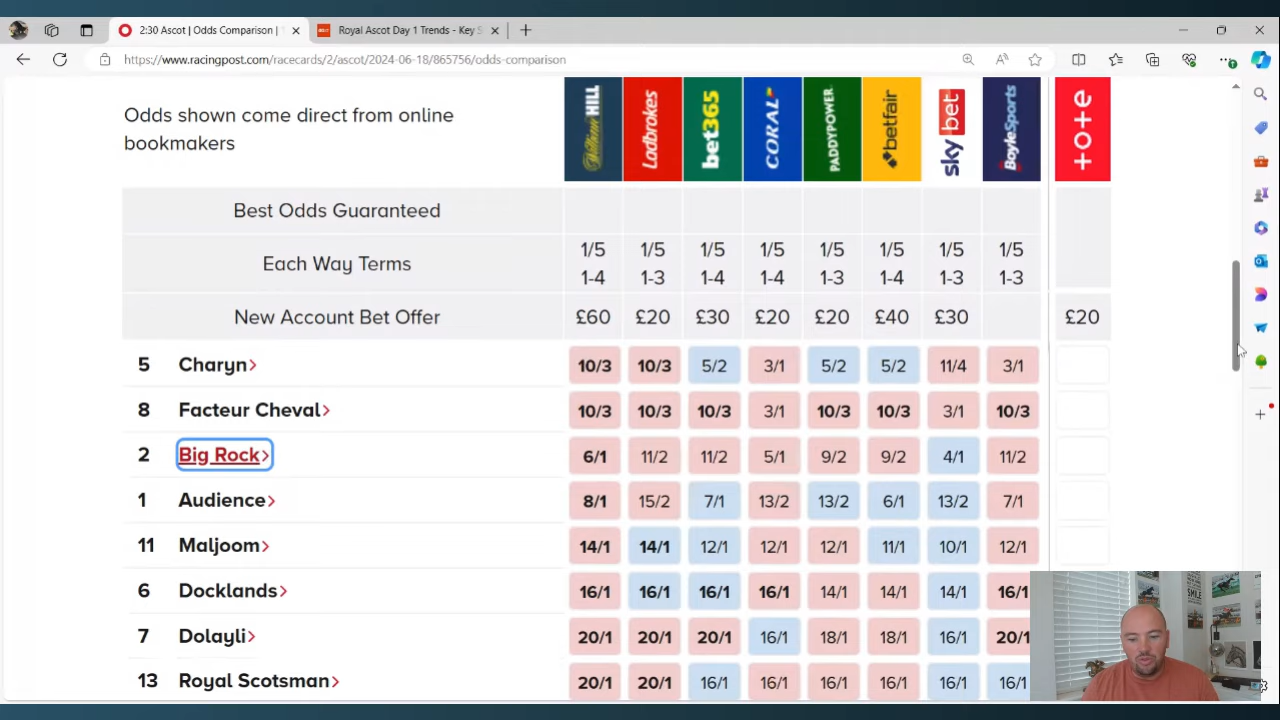 2:30 Ascot | Odds Comparison |
Royal Ascot Day 1 Trends - Key S
https://www.racingpost.com/racecards/2/ascot/2024-06-18/865756/odds-comparison
Odds shown come direct from online
bookmakers
William HILL Ladbrokes bet365 CORAL PADDYPOWER betfair sky bet BoyleSports tote
Best Odds Guaranteed
Each Way Terms 1/5 1/5 1/5 1/5 1/5 1/5 1/5 1/5
1-4 1-3 1-4 1-4 1-3 1-4 1-3 1-3
New Account Bet Offer £60 £20 £30 £20 £20 £40 £30 £20
5 Charyn> 10/3 10/3 5/2 3/1 5/2 5/2 11/4 3/1
8 Facteur Cheval> 10/3 10/3 10/3 3/1 10/3 10/3 3/1 10/3
2 Big Rock> 6/1 11/2 11/2 5/1 9/2 9/2 4/1 11/2
1 Audience> 8/1 15/2 7/1 13/2 13/2 6/1 13/2 7/1
11 Maljoom> 14/1 14/1 12/1 12/1 12/1 11/1 10/1 12/1
6 Docklands> 16/1 16/1 16/1 16/1 14/1 14/1 14/1 16/1
7 Dolayli> 20/1 20/1 20/1 16/1 18/1 18/1 16/1 20/1
13 Royal Scotsman> 20/1 20/1 16/1 16/1 16/1 16/1 16/1 16/1
SMILE